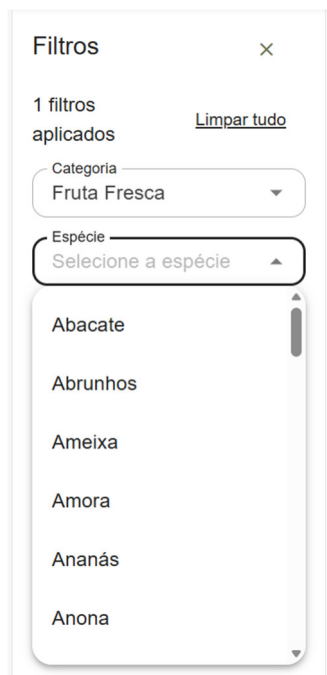 Filtros
1 filtros
aplicados
Limpar tudo
Categoria
Fruta Fresca
Espécie
Selecione a espécie
Abacate
Abrunhos
Ameixa
Amora
Ananás
Anona